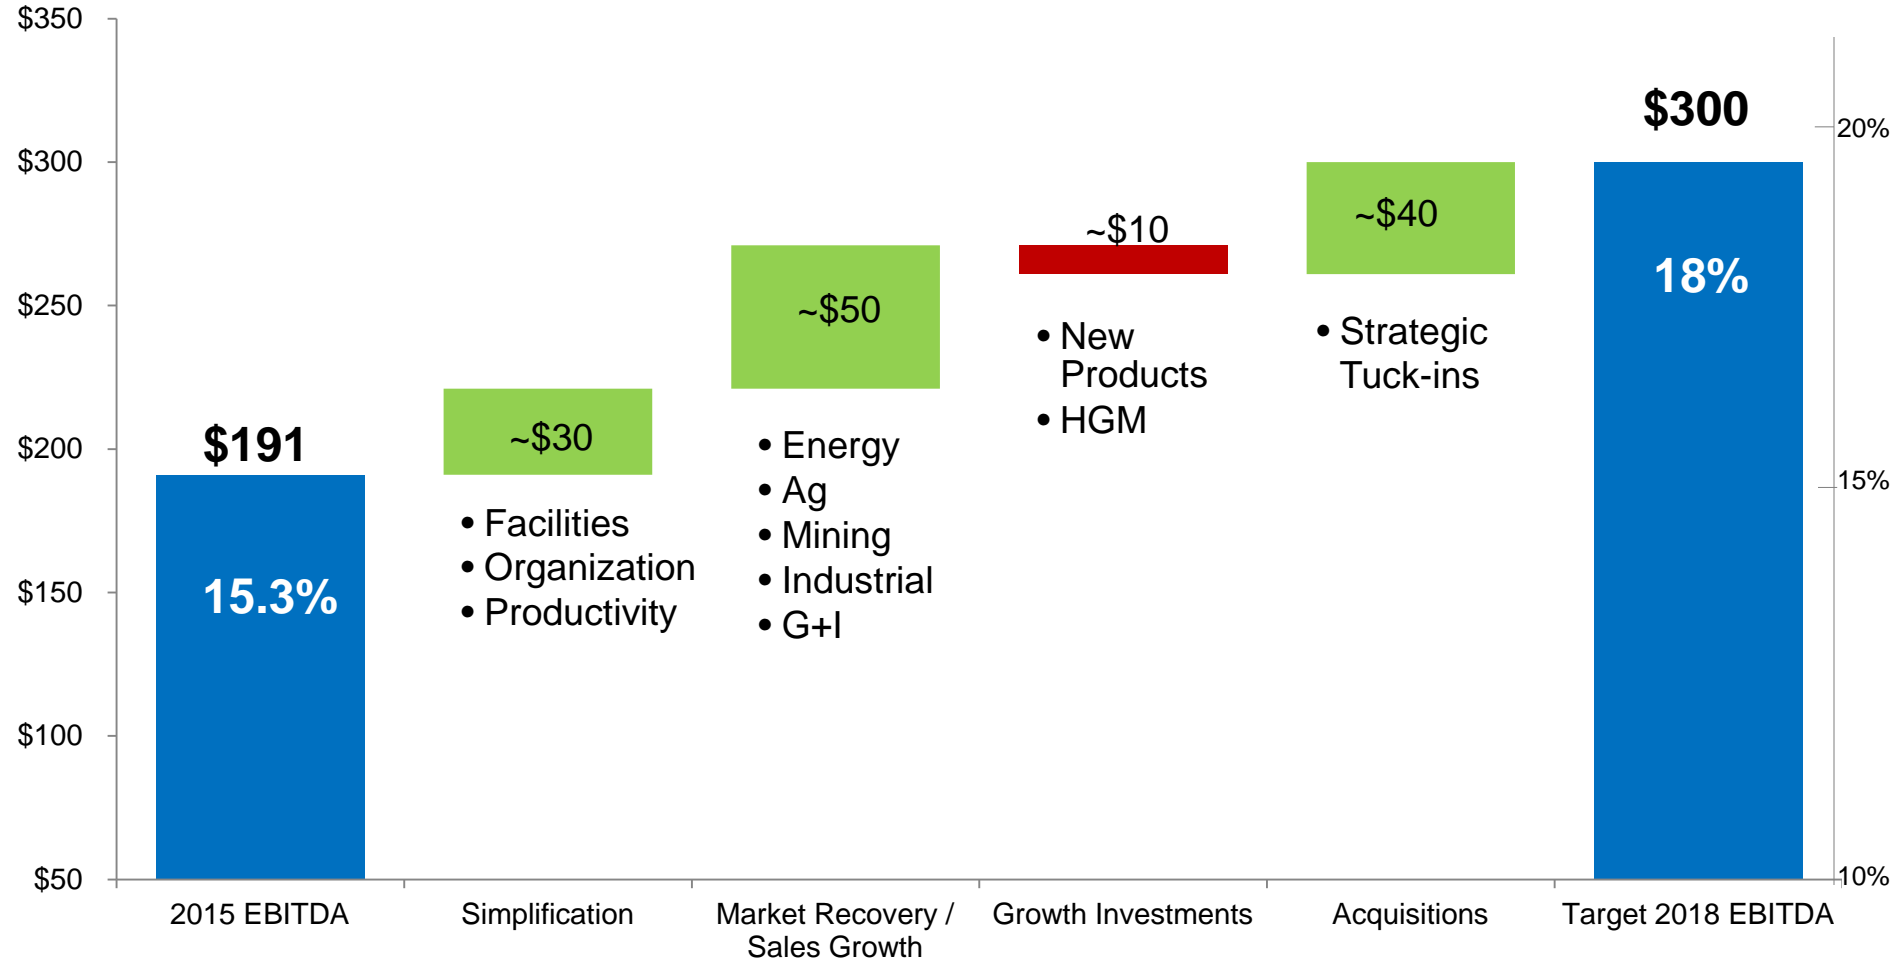 $350
$300
$250
$200
$150
$100
$50
$191
15.3%
~$30
• Facilities
• Organization
• Productivity
~$50
• Energy
• Ag
• Mining
• Industrial
• G+I
~$10
• New
Products
• HGM
~$40
• Strategic
Tuck-ins
$300
18%
20%
15%
10%
2015 EBITDA
Simplification
Market Recovery /
Sales Growth
Growth Investments
Acquisitions
Target 2018 EBITDA